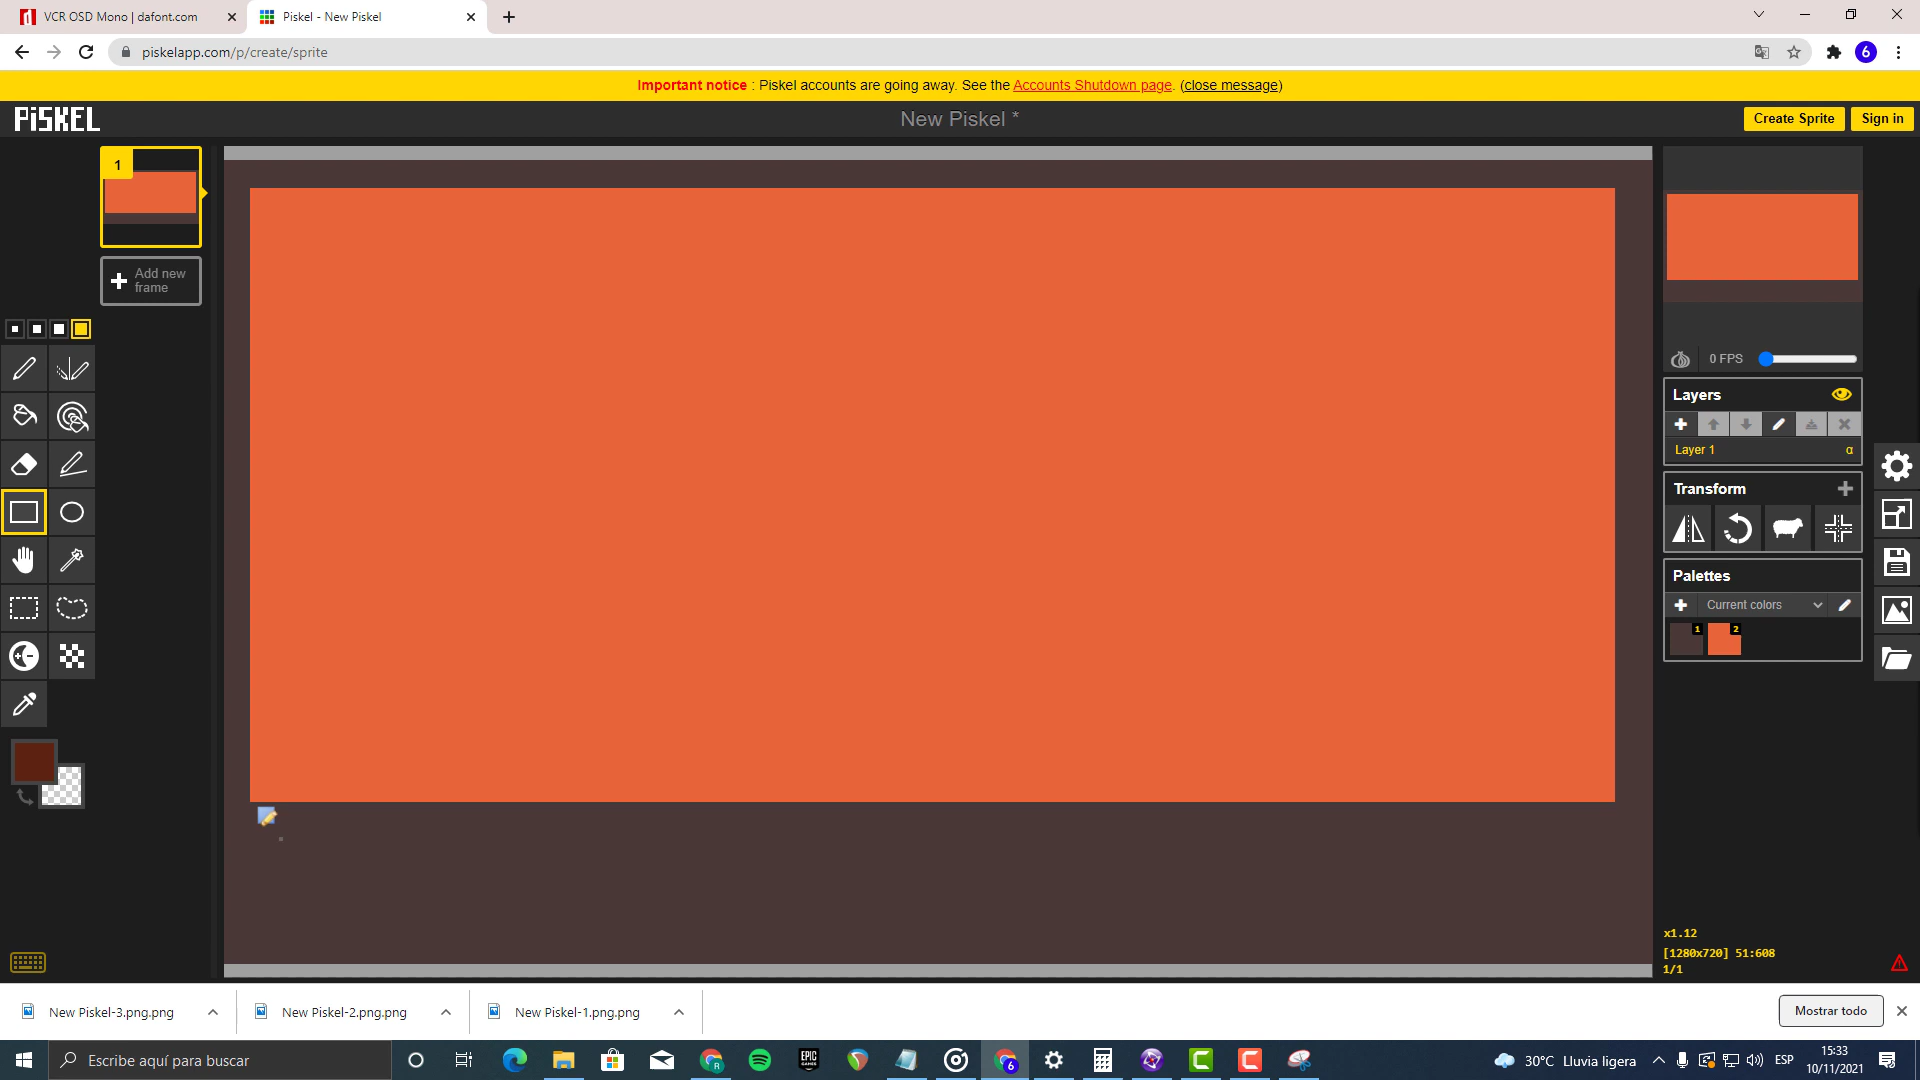 VCR OSD Mono | dafont.com
Piskel - New Piskel
piskelapp.com/p/create/sprite
6
Important notice : Piskel accounts are going away. See the Accounts Shutdown page. (close message)
PiSKEL
New Piskel *
Create Sprite
Sign in
1
Add new
frame
0 FPS
Layers
Layer 1
α
Transform
Palettes
Current colors
1
2
x1.12
[1280x720] 51:608
1/1
New Piskel-3.png.png
New Piskel-2.png.png
New Piskel-1.png.png
Mostrar todo
Escribe aquí para buscar
R
EPIC
GAMES
6
30°C Lluvia ligera
ESP
15:33
10/11/2021